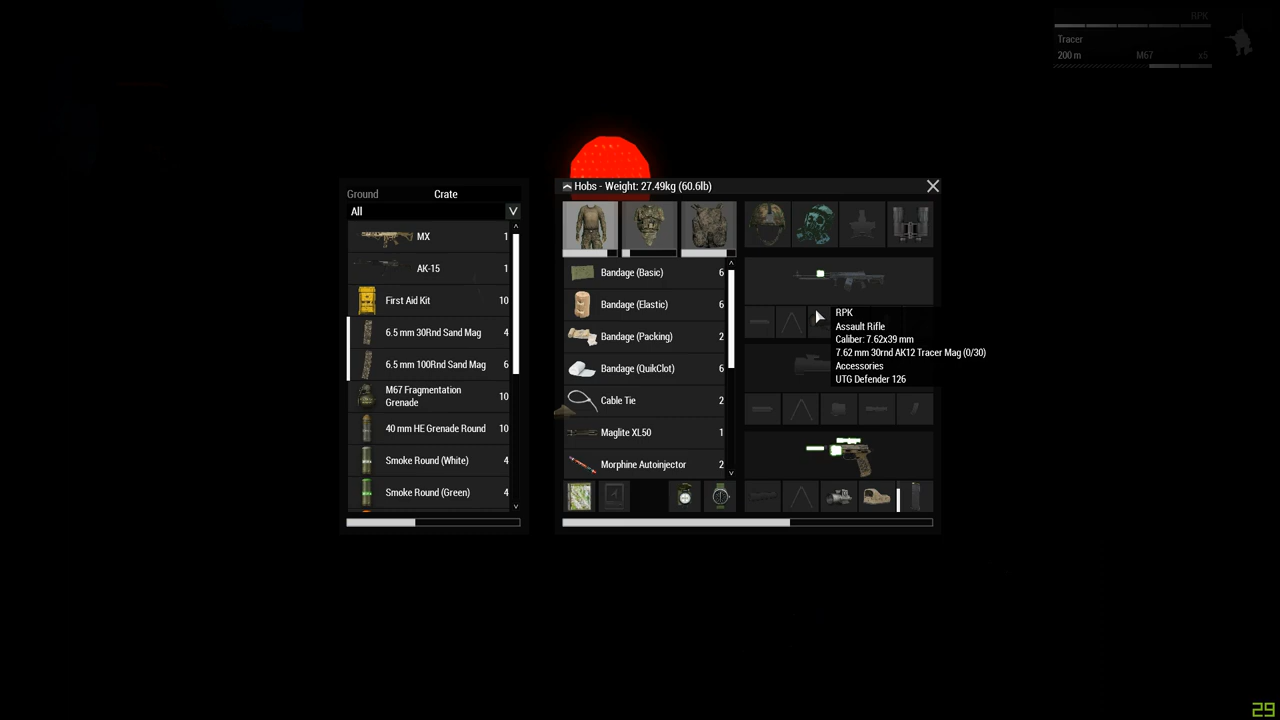 RPK
Tracer
200 m M67 x5
Ground Crate
All
MX 1
AK-15 1
First Aid Kit 10
6.5 mm 30Rnd Sand Mag 4
6.5 mm 100Rnd Sand Mag 6
M67 Fragmentation
Grenade 10
40 mm HE Grenade Round 10
Smoke Round (White) 4
Smoke Round (Green) 4
Hobs - Weight: 27.49kg (60.6lb)
Bandage (Basic) 6
Bandage (Elastic) 6
Bandage (Packing) 2
Bandage (QuikClot) 6
Cable Tie 2
Maglite XL50 1
Morphine Autoinjector 2
RPK
Assault Rifle
Caliber: 7.62x39 mm
7.62 mm 30rnd AK12 Tracer Mag (0/30)
Accessories
UTG Defender 126
29